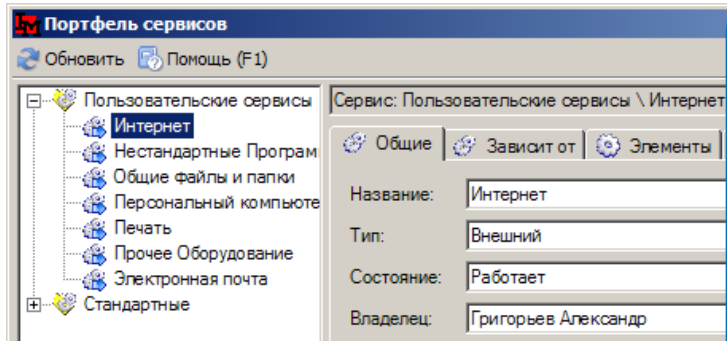 Портфель сервисов
Обновить Помощь (F1)
Пользовательские сервисы
Интернет
Нестандартные Програм
Общие файлы и папки
Персональный компьюте
Печать
Прочее Оборудование
Электронная почта
Стандартные
Сервис: Пользовательские сервисы \ Интернет
Общие Зависит от Элементы
Название: Интернет
Тип: Внешний
Состояние: Работает
Владелец: Григорьев Александр